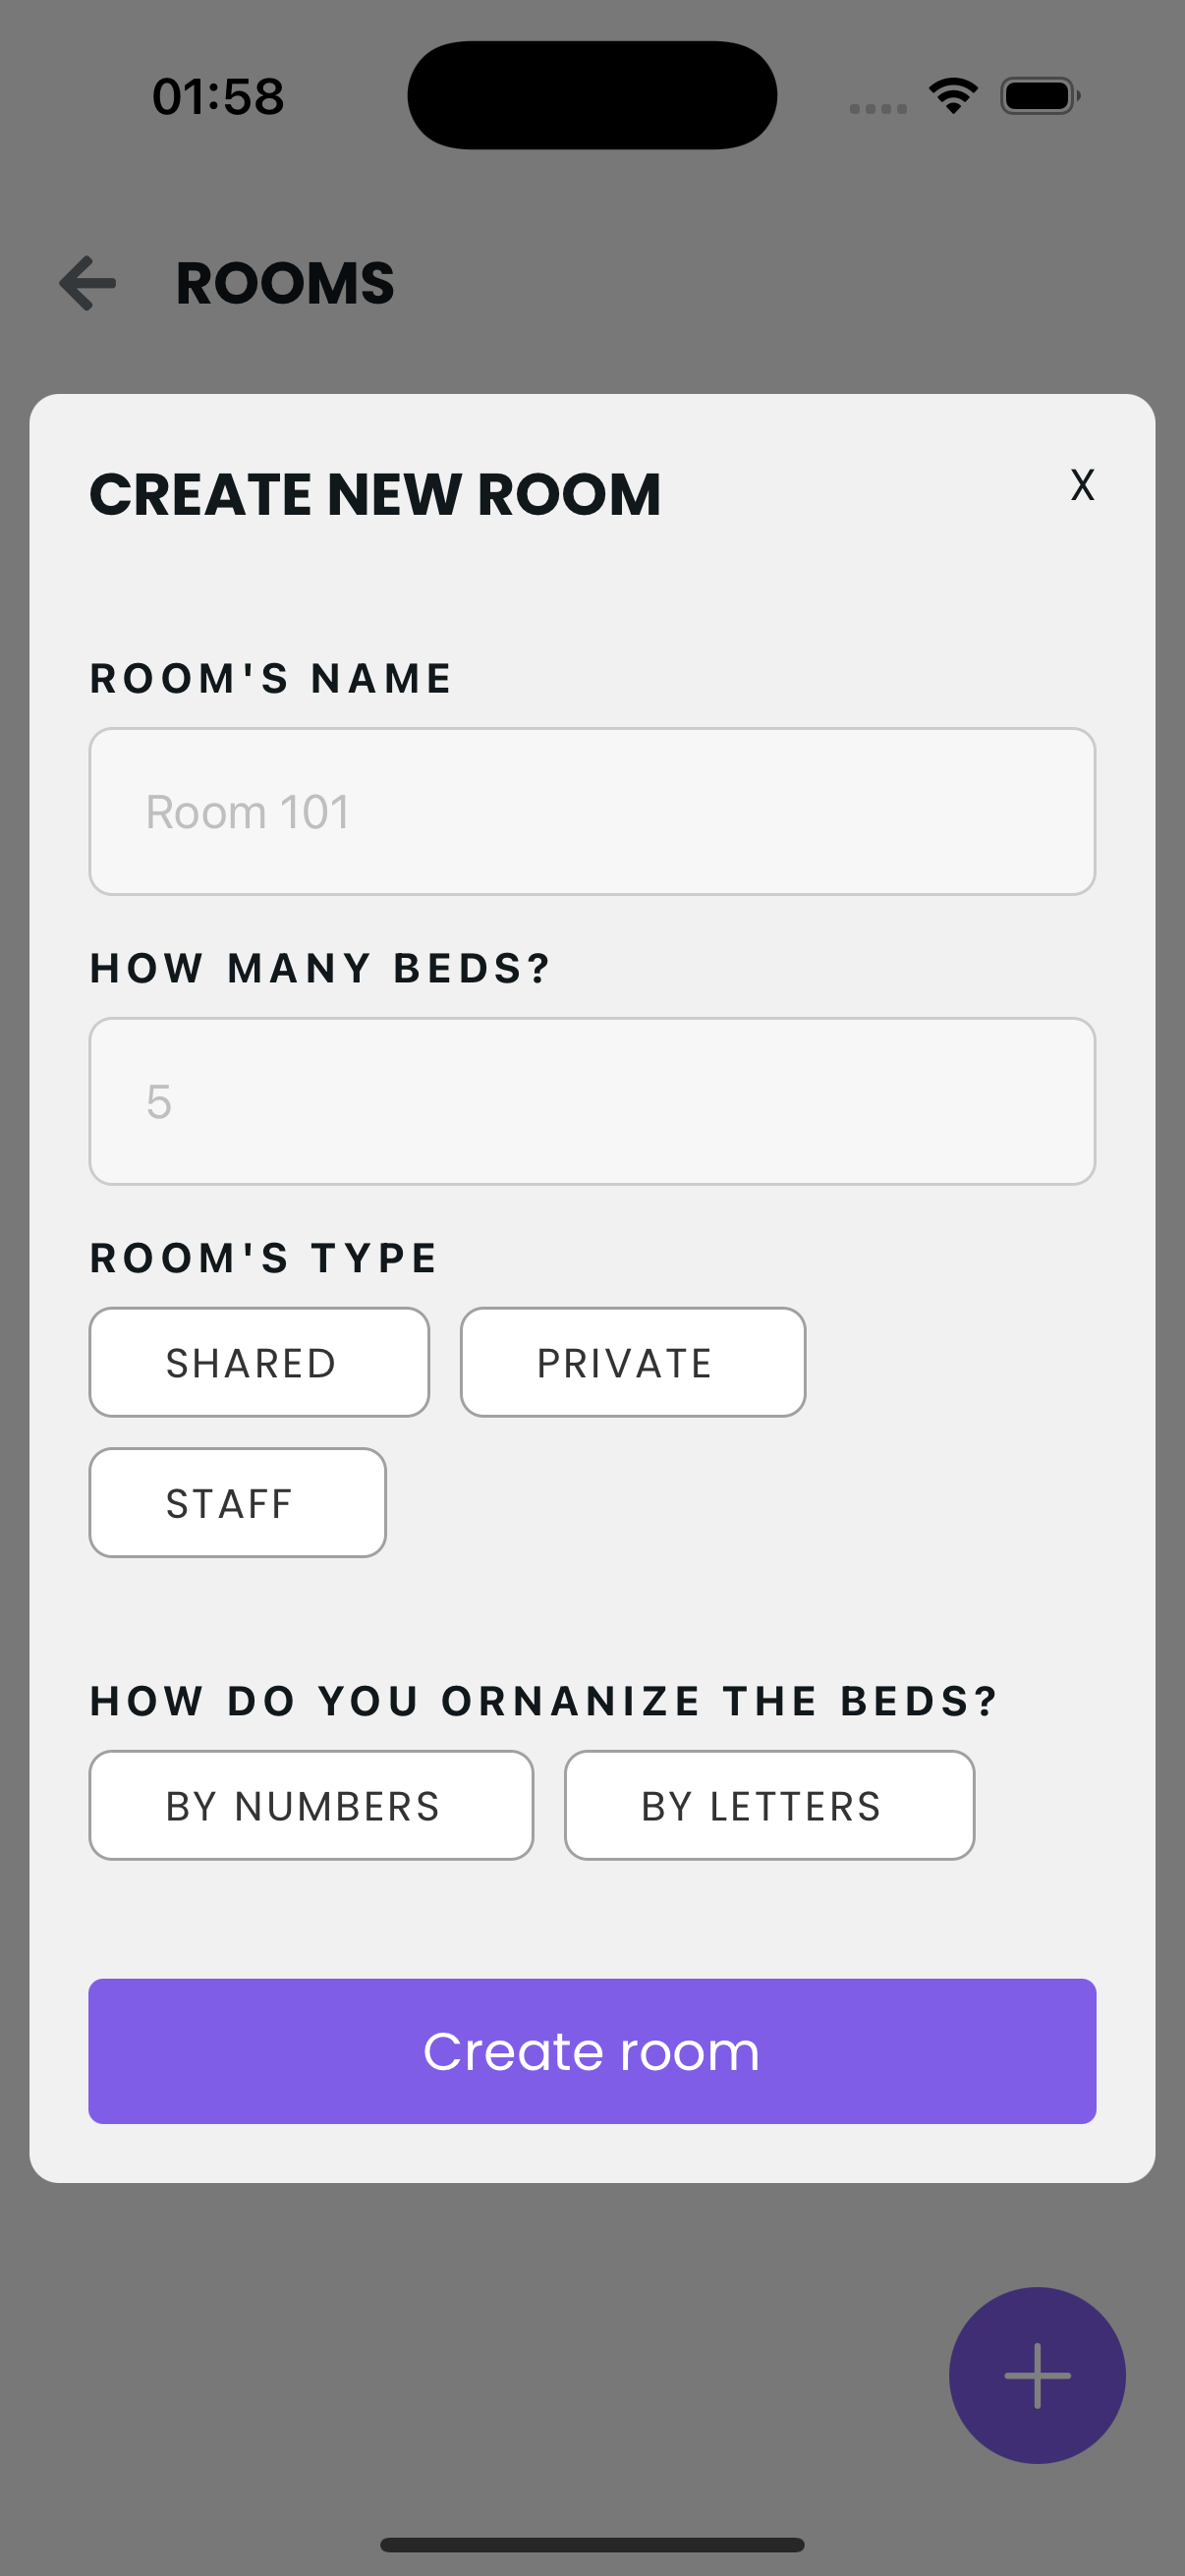 01:58
ROOMS
CREATE NEW ROOM
X
ROOM'S NAME
Room 101
HOW MANY BEDS?
5
ROOM'S TYPE
SHARED
PRIVATE
STAFF
HOW DO YOU ORNANIZE THE BEDS?
BY NUMBERS
BY LETTERS
Create room